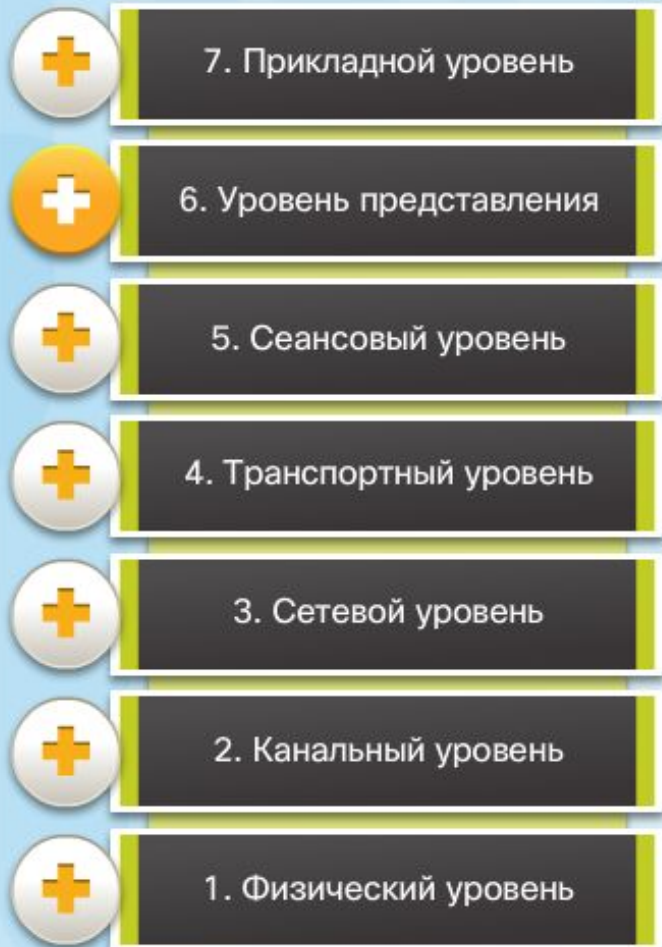 7. Прикладной уровень
6. Уровень представления
5. Сеансовый уровень
4. Транспортный уровень
3. Сетевой уровень
2. Канальный уровень
1. Физический уровень